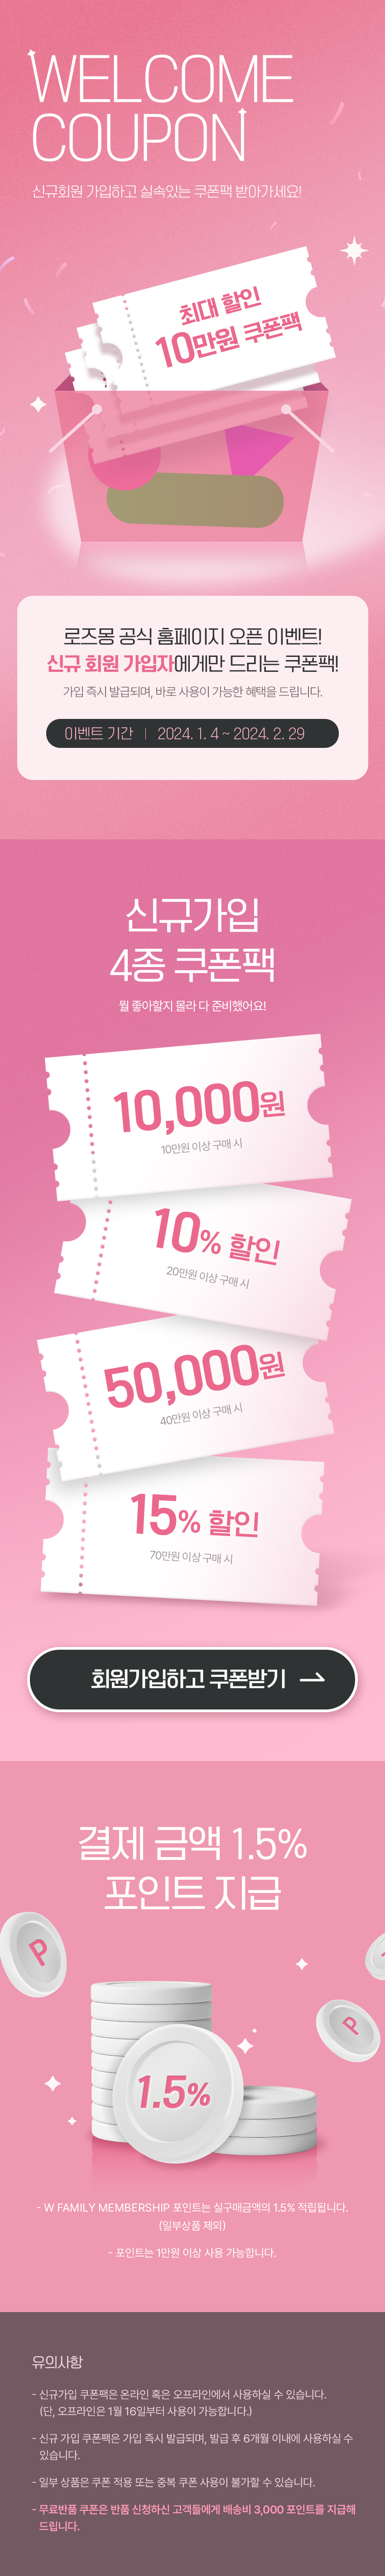 WELCOME
COUPON
신규회원 가입하고 실속있는 쿠폰팩 받아가세요!
최대 할인
10만원 쿠폰팩
로즈몽 공식 홈페이지 오픈 이벤트!
신규 회원 가입자에게만 드리는 쿠폰팩!
가입 즉시 발급되며, 바로 사용이 가능한 혜택을 드립니다.
이벤트 기간 | 2024. 1. 4 ~ 2024. 2. 29
신규가입
4종 쿠폰팩
뭘 좋아할지 몰라 다 준비했어요!
10,000원
10만원 이상 구매 시
10% 할인
20만원 이상 구매 시
50,000원
40만원 이상 구매 시
15% 할인
70만원 이상 구매 시
회원가입하고 쿠폰받기 →
결제 금액 1.5%
포인트 지급
P
P
1.5%
- W FAMILY MEMBERSHIP 포인트는 실구매금액의 1.5% 적립됩니다.
(일부상품 제외)
- 포인트는 1만원 이상 사용 가능합니다.
유의사항
- 신규가입 쿠폰팩은 온라인 혹은 오프라인에서 사용하실 수 있습니다.
(단, 오프라인은 1월 16일부터 사용이 가능합니다.)
- 신규 가입 쿠폰팩은 가입 즉시 발급되며, 발급 후 6개월 이내에 사용하실 수
있습니다.
- 일부 상품은 쿠폰 적용 또는 중복 쿠폰 사용이 불가할 수 있습니다.
- 무료반품 쿠폰은 반품 신청하신 고객들에게 배송비 3,000 포인트를 지급해
드립니다.